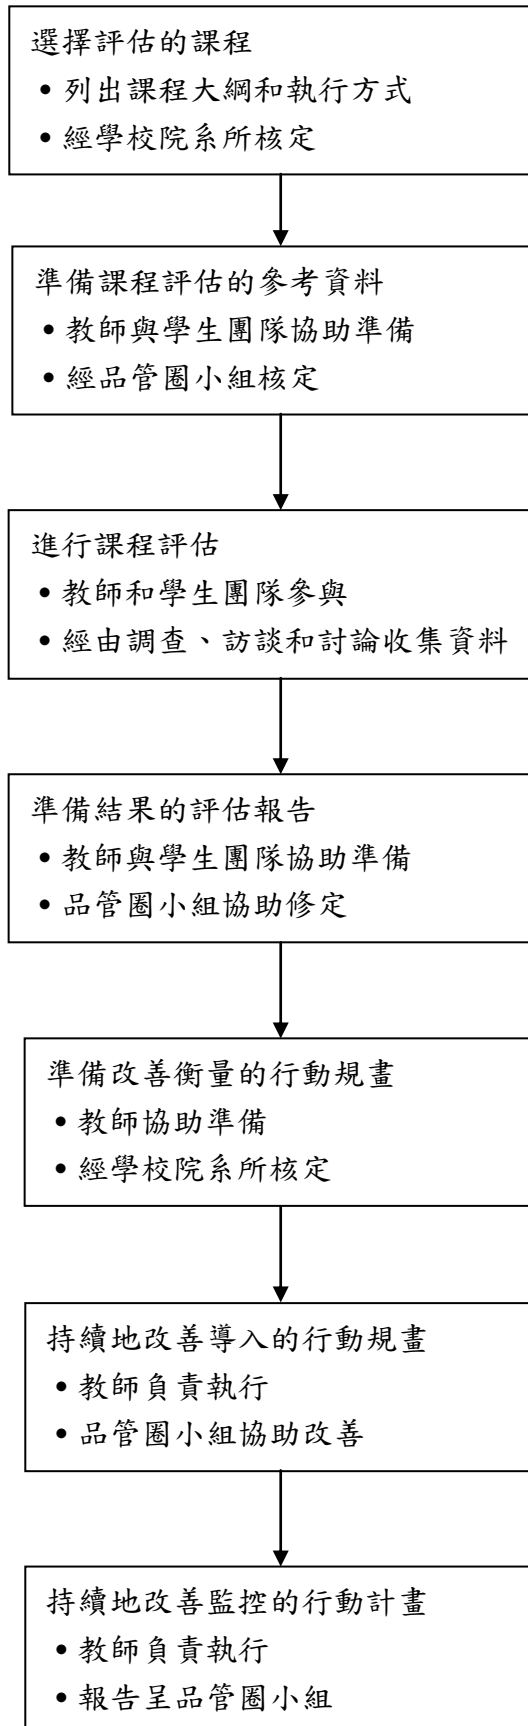 選擇評估的課程
• 列出課程大綱和執行方式
• 經學校院系所核定
準備課程評估的參考資料
• 教師與學生團隊協助準備
• 經品管圈小組核定
進行課程評估
• 教師和學生團隊參與
• 經由調查、訪談和討論收集資料
準備結果的評估報告
• 教師與學生團隊協助準備
• 品管圈小組協助修定
準備改善衡量的行動規畫
• 教師協助準備
• 經學校院系所核定
持續地改善導入的行動規畫
• 教師負責執行
• 品管圈小組協助改善
持續地改善監控的行動計畫
• 教師負責執行
• 報告呈品管圈小組